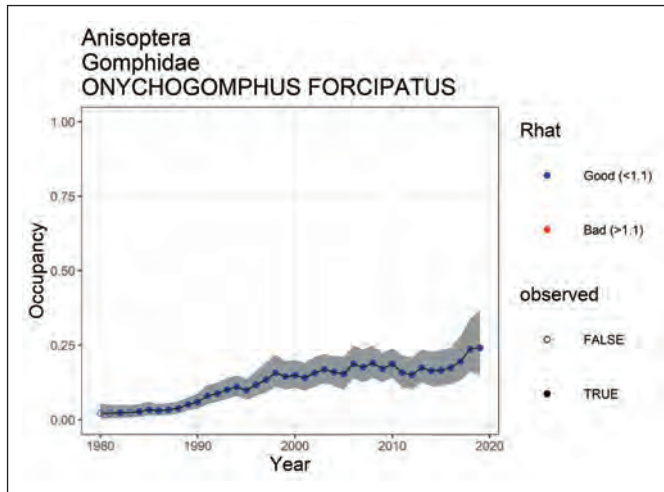 Anisoptera
Gomphidae
ONYCHOGOMPHUS FORCIPATUS
1.00
0.75
0.50
0.25
0.00
Occupancy
1980
1990
2000
2010
2020
Year
Rhat
Good (<1.1)
Bad (>1.1)
observed
FALSE
TRUE